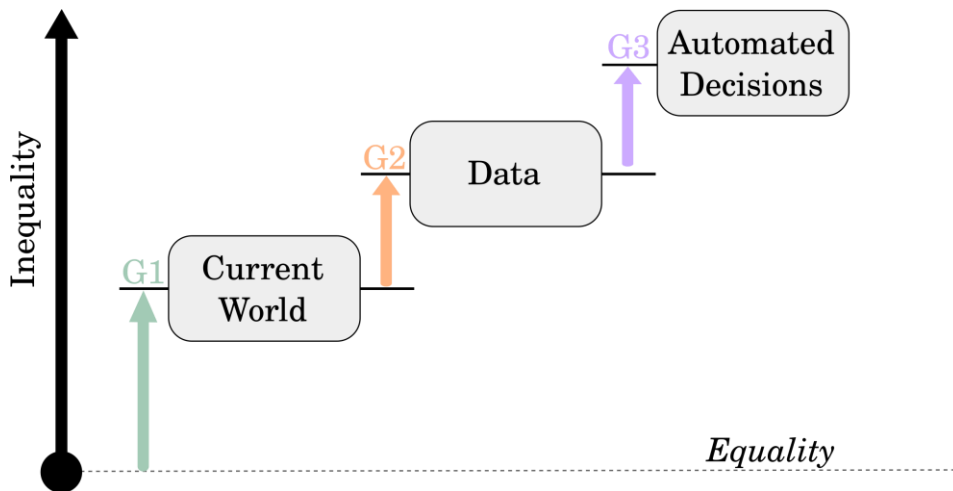 G3
Automated
Decisions
G2
Data
Inequality
G1
Current
World
Equality